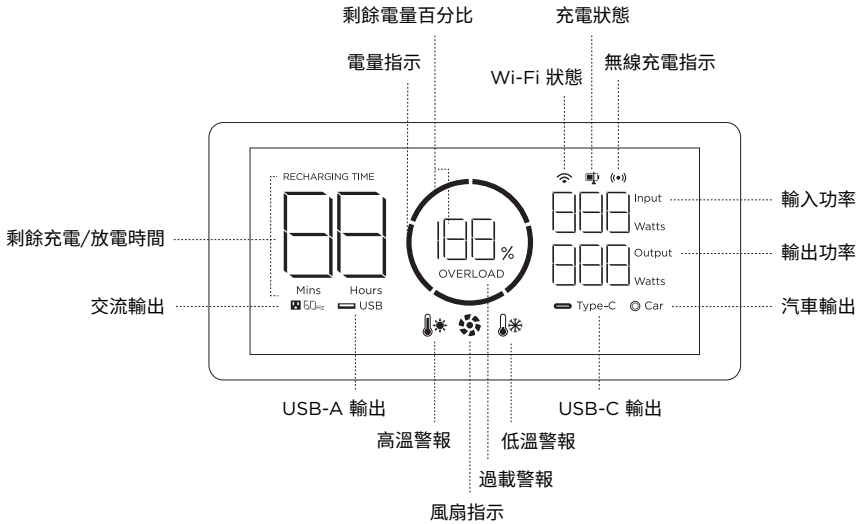 剩餘電量百分比
充電狀態
電量指示
無線充電指示
Wi-Fi 狀態
RECHARGING TIME
88
188 %
OVERLOAD
888 Input
Watts
888 Output
Watts
Mins Hours
60Hz USB
Type-C Car
輸入功率
剩餘充電/放電時間
輸出功率
交流輸出
汽車輸出
USB-A 輸出
USB-C 輸出
高溫警報
低溫警報
過載警報
風扇指示